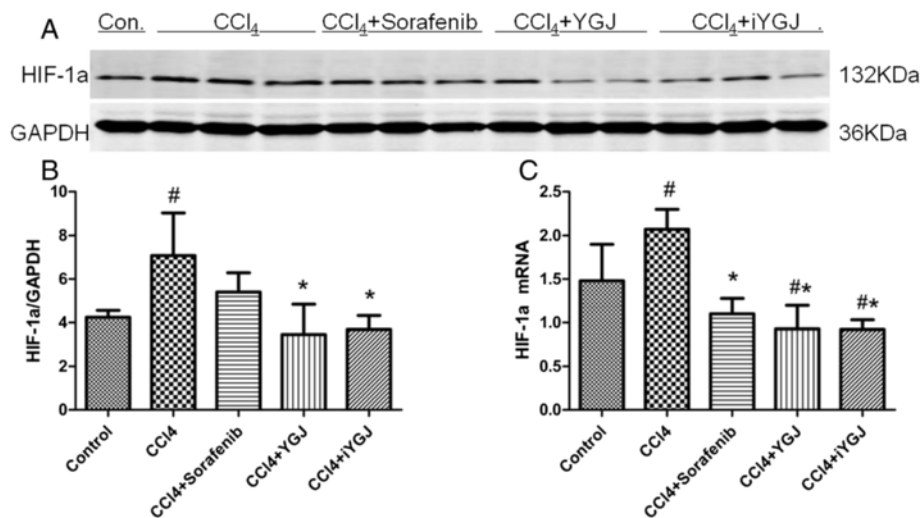 A
Con. CCl4 CCl4+Sorafenib CCl4+YGJ CCl4+iYGJ .
HIF-1a 132KDa
GAPDH 36KDa
B
HIF-1a/GAPDH
10
8
6
4
2
0
#
*
*
Control
CCl4
CCl4+Sorafenib
CCl4+YGJ
CCl4+iYGJ
C
HIF-1a mRNA
2.5
2.0
1.5
1.0
0.5
0.0
#
*
#*
#*
Control
CCl4
CCl4+Sorafenib
CCl4+YGJ
CCl4+iYGJ